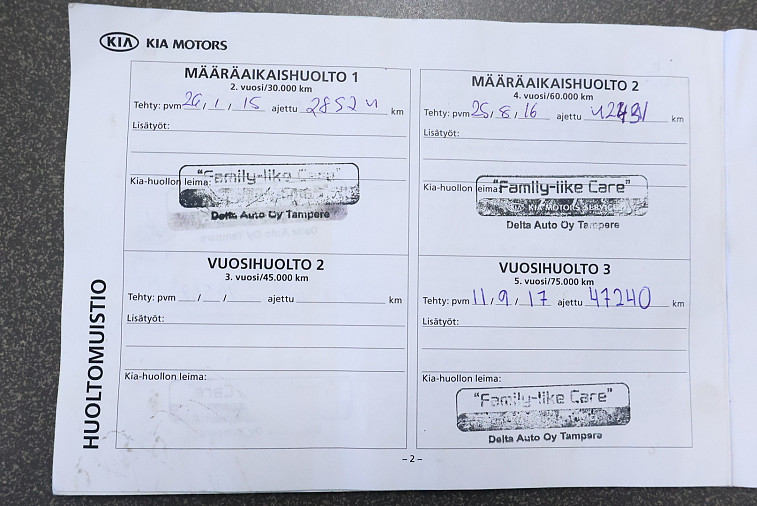 KIA KIA MOTORS
MÄÄRÄAIKAISHUOLTO 1
2. vuosi/30.000 km
Tehty: pvm 26 / 1 / 15 ajettu 28524 km
Lisätyöt:
Kia-huollon leima:
"Family-like Care"
Delta Auto Oy Tampere
VUOSIHUOLTO 2
3. vuosi/45.000 km
Tehty: pvm / / ajettu km
Lisätyöt:
Kia-huollon leima:
MÄÄRÄAIKAISHUOLTO 2
4. vuosi/60.000 km
Tehty: pvm 25 / 8 / 16 ajettu km
Lisätyöt:
Kia-huollon leima
"Family-like Care"
KIA MOTORS SERVICE
Delta Auto Oy Tampere
VUOSIHUOLTO 3
5. vuosi/75.000 km
Tehty: pvm 11 / 9 / 17 ajettu 47240 km
Lisätyöt:
Kia-huollon leima:
"Family-like Care"
Delta Auto Oy Tampere
HUOLTOMUISTIO
– 2 –